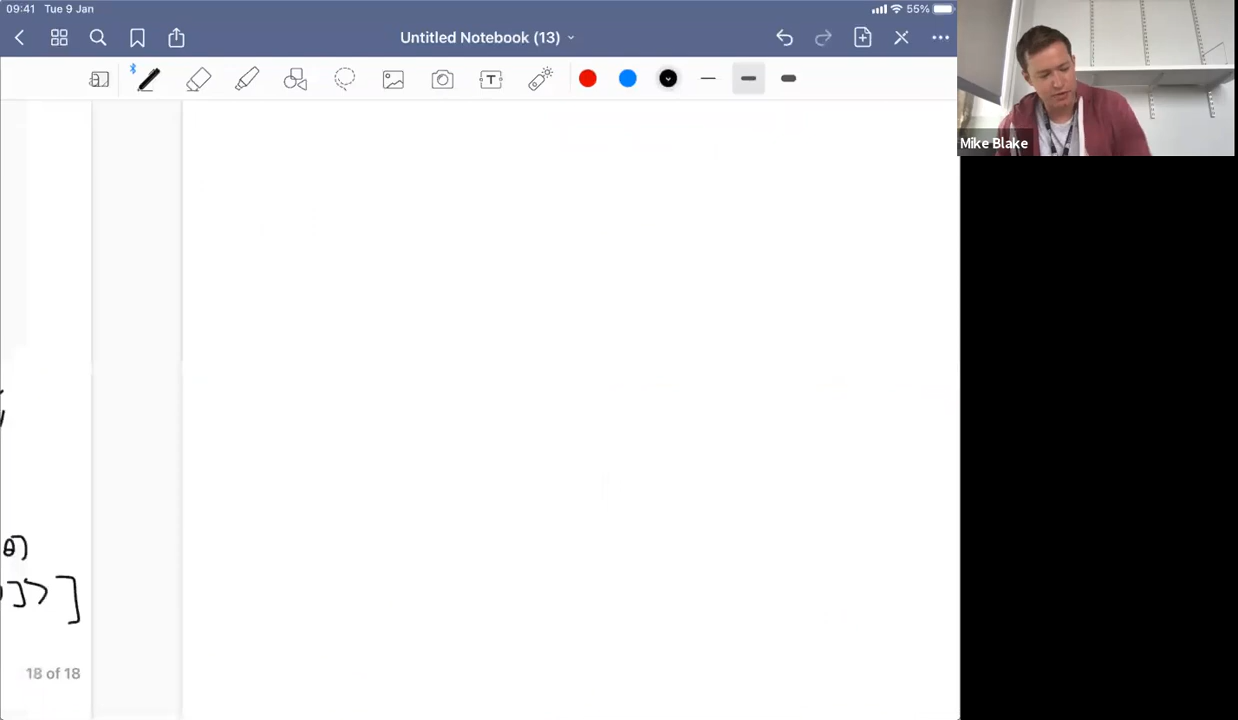 09:41 Tue 9 Jan 55%
Untitled Notebook (13)
T
Mike Blake
θ]
]>]
18 of 18